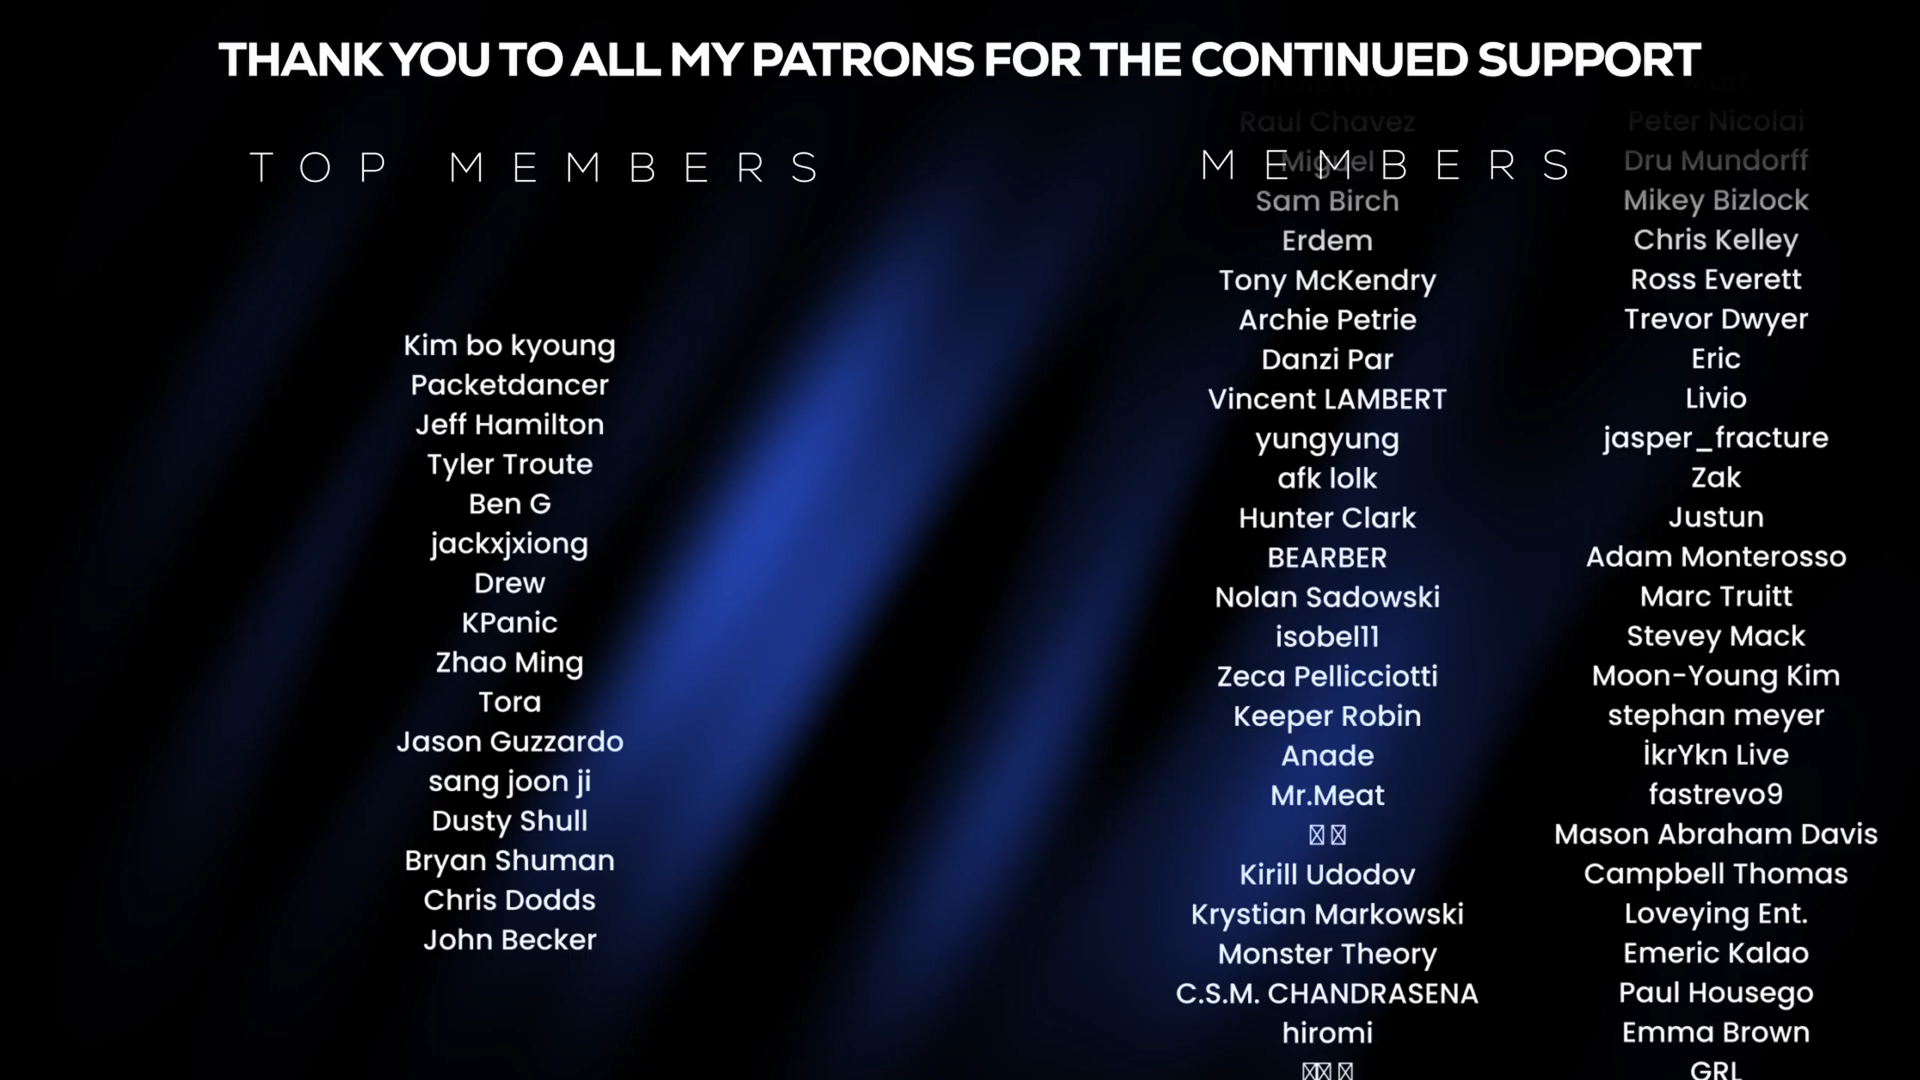 THANK YOU TO ALL MY PATRONS FOR THE CONTINUED SUPPORT
TOP MEMBERS
Kim bo kyoung
Packetdancer
Jeff Hamilton
Tyler Troute
Ben G
jackxjxiong
Drew
KPanic
Zhao Ming
Tora
Jason Guzzardo
sang joon ji
Dusty Shull
Bryan Shuman
Chris Dodds
John Becker
MEMBERS
Raul Chavez
Miguel
Sam Birch
Erdem
Tony McKendry
Archie Petrie
Danzi Par
Vincent LAMBERT
yungyung
afk lolk
Hunter Clark
BEARBER
Nolan Sadowski
isobel11
Zeca Pellicciotti
Keeper Robin
Anade
Mr.Meat
Kirill Udodov
Krystian Markowski
Monster Theory
C.S.M. CHANDRASENA
hiromi
Peter Nicolai
Dru Mundorff
Mikey Bizlock
Chris Kelley
Ross Everett
Trevor Dwyer
Eric
Livio
jasper_fracture
Zak
Justun
Adam Monterosso
Marc Truitt
Stevey Mack
Moon-Young Kim
stephan meyer
İkrYkn Live
fastrevo9
Mason Abraham Davis
Campbell Thomas
Loveying Ent.
Emeric Kalao
Paul Housego
Emma Brown
GRL